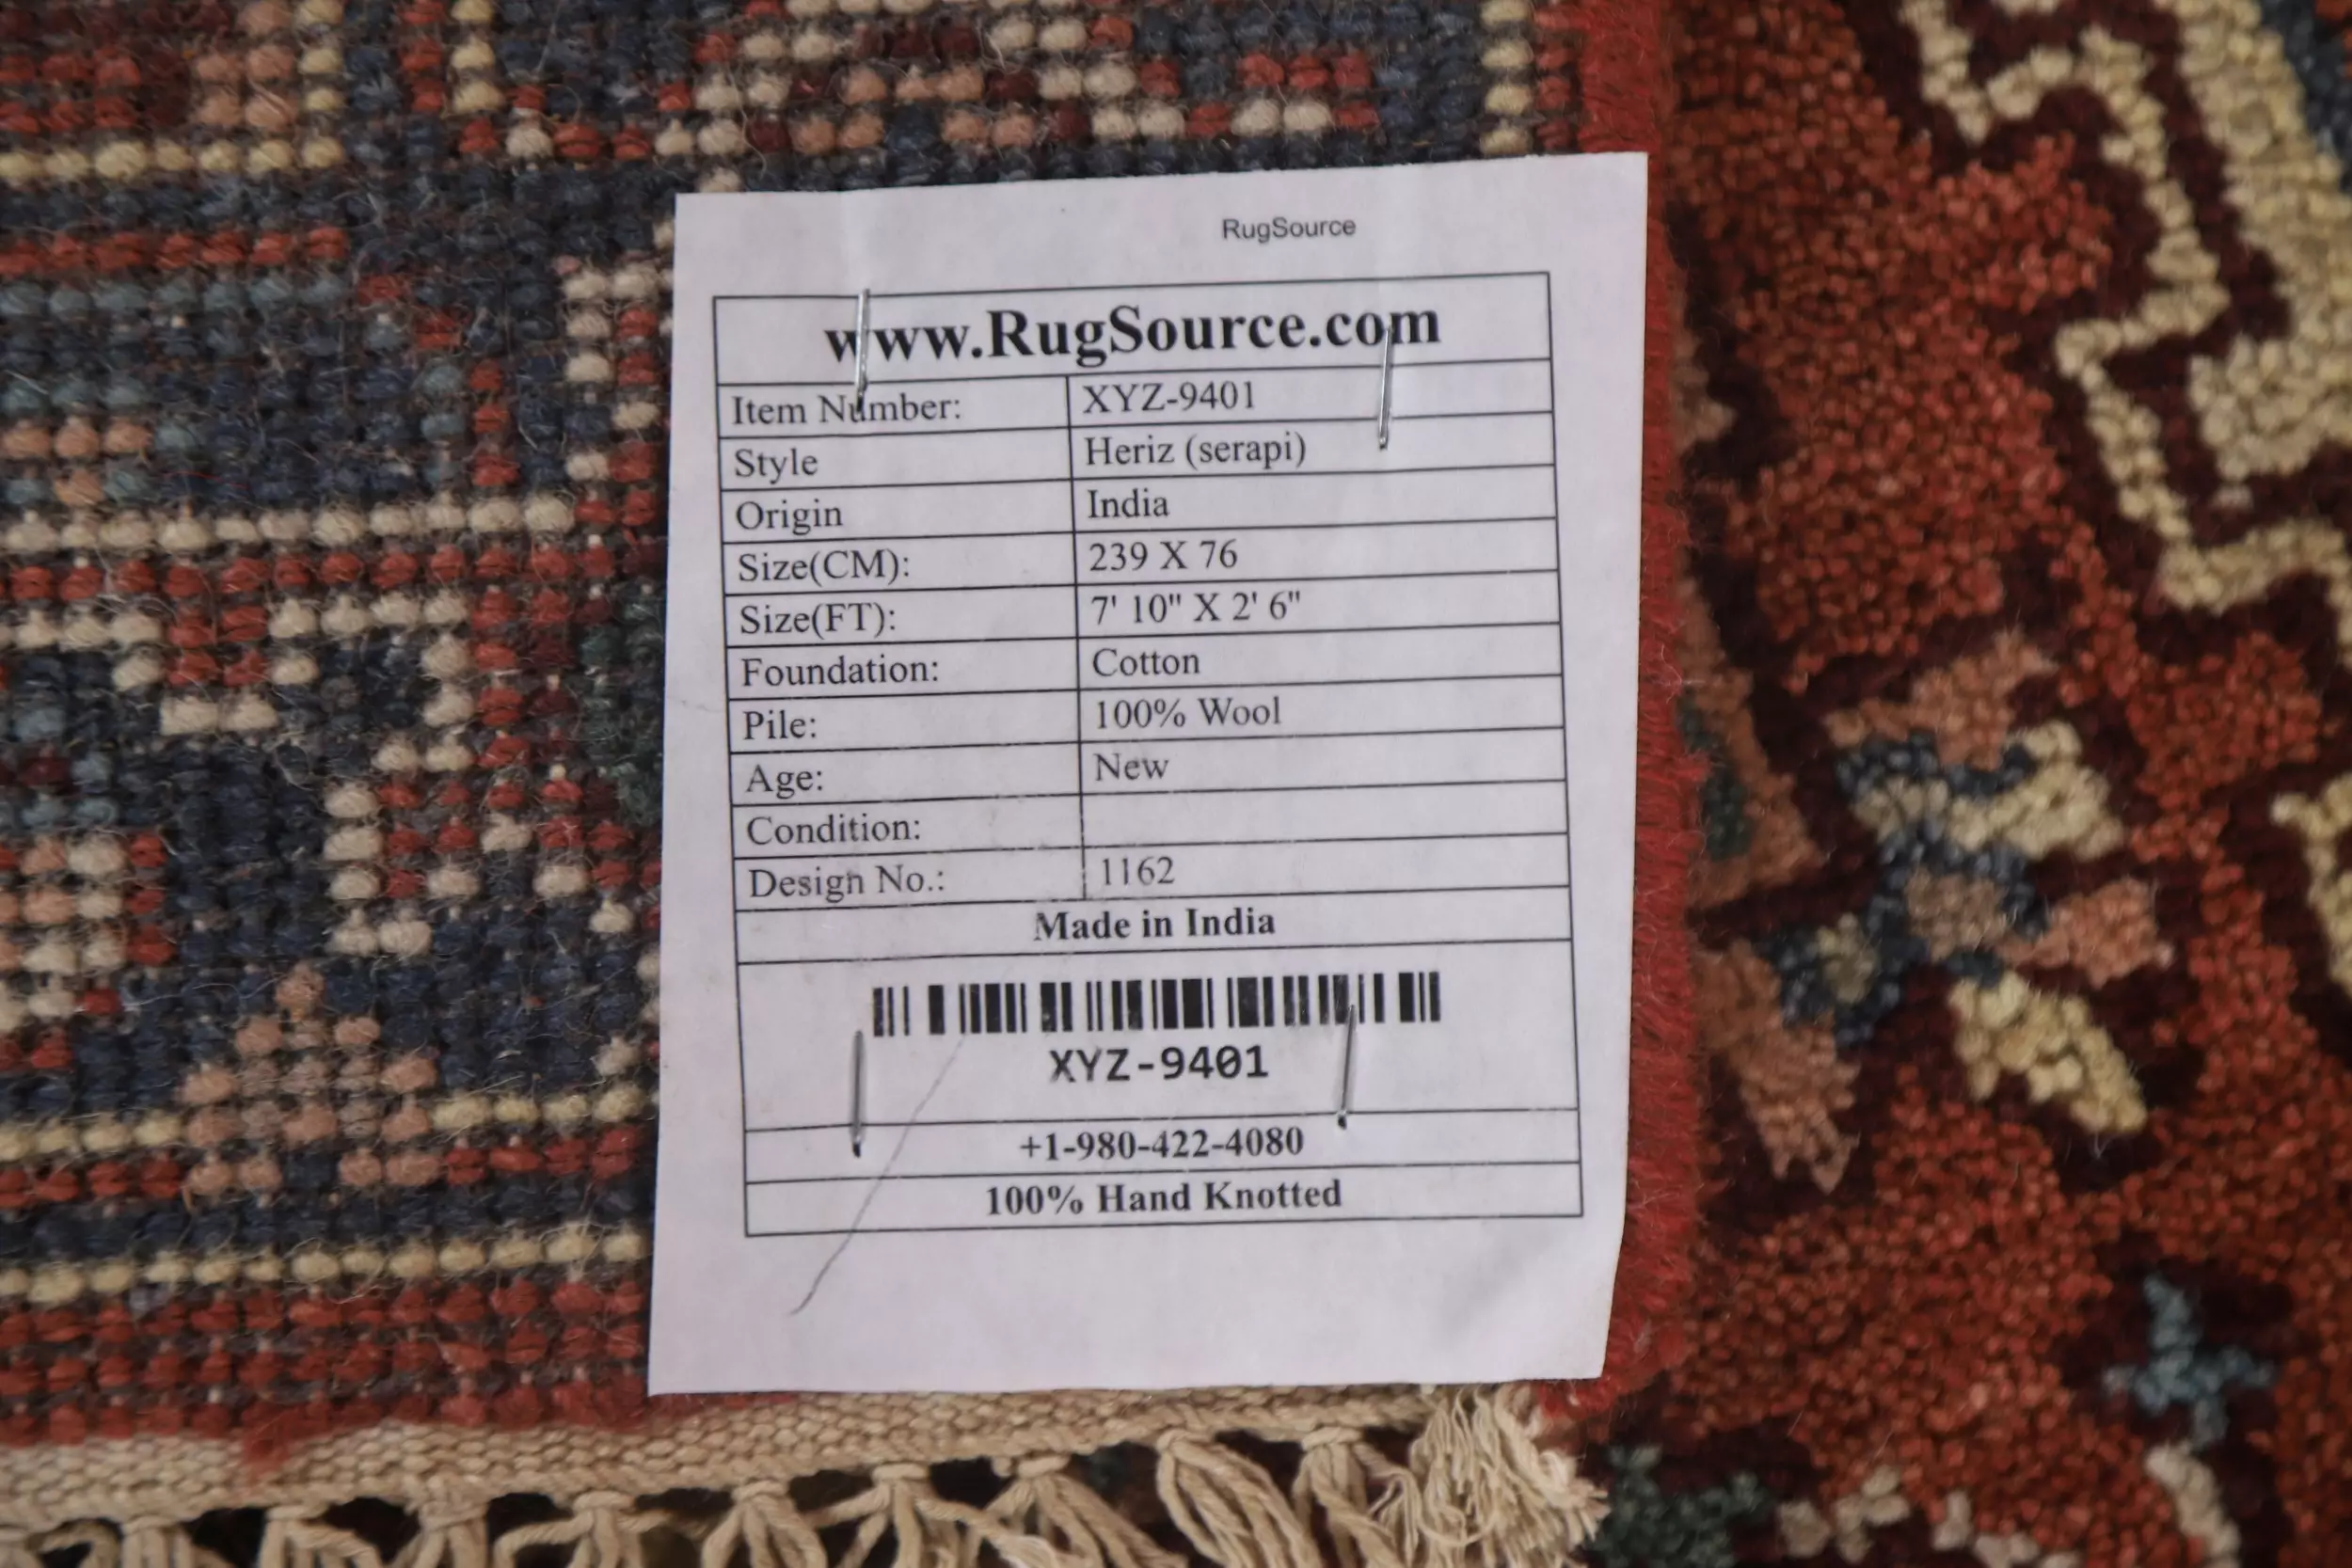 RugSource
www.RugSource.com
Item Number: XYZ-9401
Style Heriz (serapi)
Origin India
Size(CM): 239 X 76
Size(FT): 7' 10" X 2' 6"
Foundation: Cotton
Pile: 100% Wool
Age: New
Condition:
Design No.: 1162
Made in India
XYZ-9401
+1-980-422-4080
100% Hand Knotted